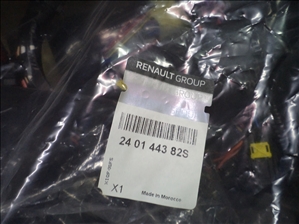 RENAULT GROUP
24 01 443 82S
X1
Made in Morocco